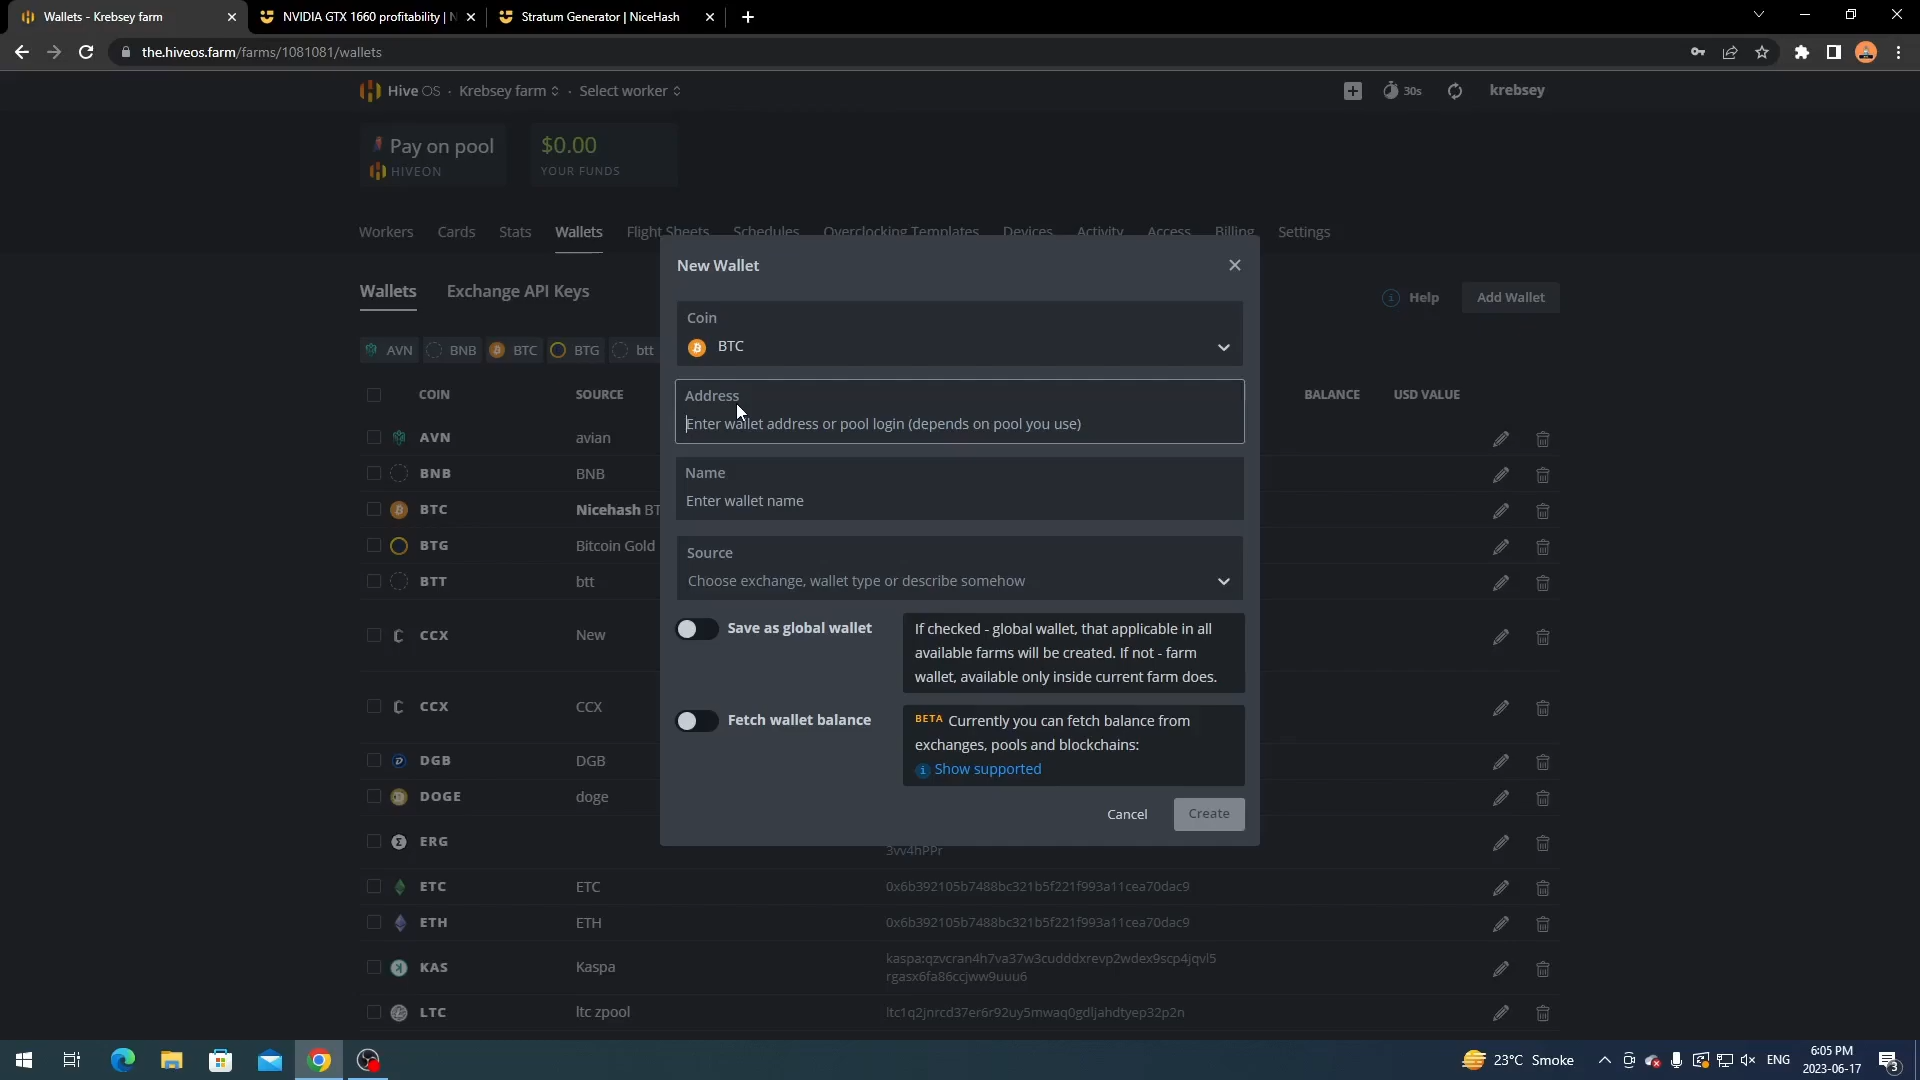 Wallets - Krebsey farm
NVIDIA GTX 1660 profitability | N
Stratum Generator | NiceHash
the.hiveos.farm/farms/1081081/wallets
Hive OS · Krebsey farm · Select worker
30s
krebsey
Pay on pool
HIVEON
$0.00
YOUR FUNDS
Workers Cards Stats Wallets Flight Sheets Schedules Overclocking Templates Devices Activity Access Billing Settings
Wallets Exchange API Keys
Help
Add Wallet
AVN BNB BTC BTG btt
COIN SOURCE BALANCE USD VALUE
AVN avian
BNB BNB
BTC Nicehash BT
BTG Bitcoin Gold
BTT btt
CCX New
CCX CCX
DGB DGB
DOGE doge
ERG
3vv4hPPr
ETC ETC 0x6b392105b7488bc321b5f221f993a11cea70dac9
ETH ETH 0x6b392105b7488bc321b5f221f993a11cea70dac9
KAS Kaspa kaspa:qzvcran4h7va37w3cudddxrevp2wdex9scp4jqvl5
rgasx6fa86ccjww9uuu6
LTC ltc zpool ltc1q2jnrcd37er6r92uy5mwaq0gdljahdtyep32p2n
New Wallet
Coin
BTC
Address
Enter wallet address or pool login (depends on pool you use)
Name
Enter wallet name
Source
Choose exchange, wallet type or describe somehow
Save as global wallet
If checked - global wallet, that applicable in all
available farms will be created. If not - farm
wallet, available only inside current farm does.
Fetch wallet balance
BETA Currently you can fetch balance from
exchanges, pools and blockchains:
Show supported
Cancel
Create
23°C Smoke
ENG
6:05 PM
2023-06-17
3